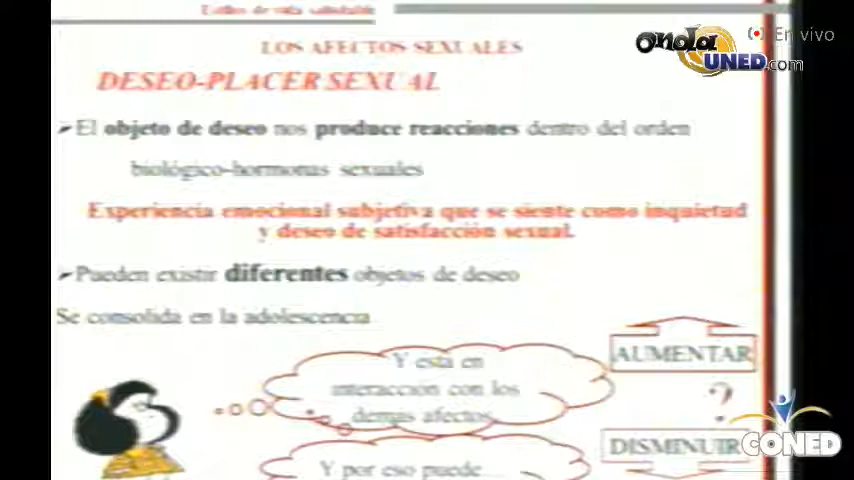 Estilos de vida saludable
LOS AFECTOS SEXUALES
DESEO-PLACER SEXUAL
El objeto de deseo nos produce reacciones dentro del orden
biológico-hormonas sexuales
Experiencia emocional subjetiva que se siente como inquietud
y deseo de satisfacción sexual.
Pueden existir diferentes objetos de deseo
Se consolida en la adolescencia
Y esta en
interacción con los
demas afectos
Y por eso puede...
AUMENTAR
?
DISMINUIR
onda
UNED.com
En vivo
CONED